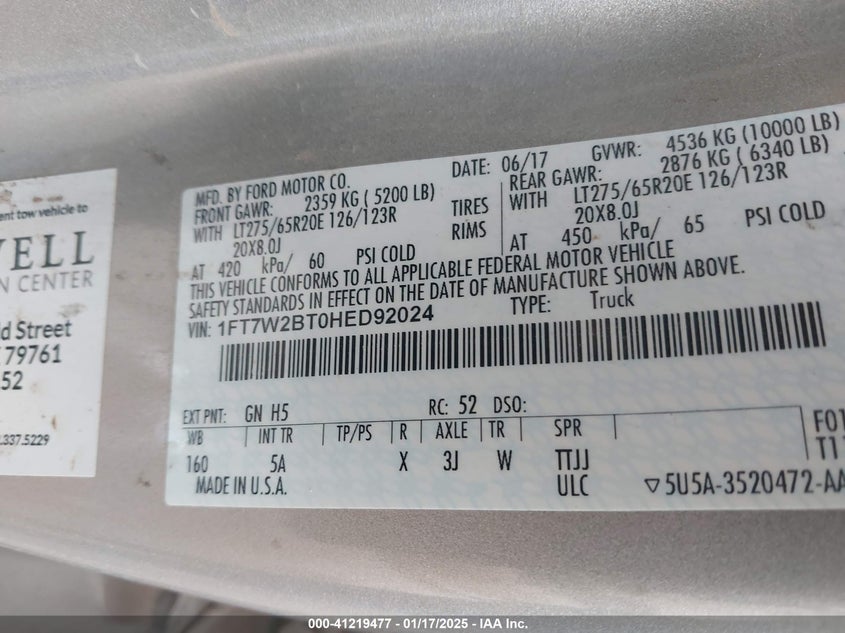 ent tow vehicle to
ELL
N CENTER
d Street
79761
52
.337.5229
MFD. BY FORD MOTOR CO. DATE: 06/17 GVWR: 4536 KG (10000 LB)
FRONT GAWR: 2359 KG ( 5200 LB) REAR GAWR: 2876 KG ( 6340 LB)
WITH LT275/65R20E 126/123R TIRES WITH LT275/65R20E 126/123R
20X8.0J RIMS 20X8.0J
AT 420 kPa/ 60 PSI COLD AT 450 kPa/ 65 PSI COLD
THIS VEHICLE CONFORMS TO ALL APPLICABLE FEDERAL MOTOR VEHICLE
SAFETY STANDARDS IN EFFECT ON THE DATE OF MANUFACTURE SHOWN ABOVE.
VIN: 1FT7W2BT0HED92024 TYPE: Truck
EXT PNT: GN H5 RC: 52 DSO:
WB INT TR TP/PS R AXLE TR SPR
160 5A X 3J W TTJJ
MADE IN U.S.A. ULC ▽5U5A-3520472-AA
F01
T1
000-41219477 - 01/17/2025 - IAA Inc.